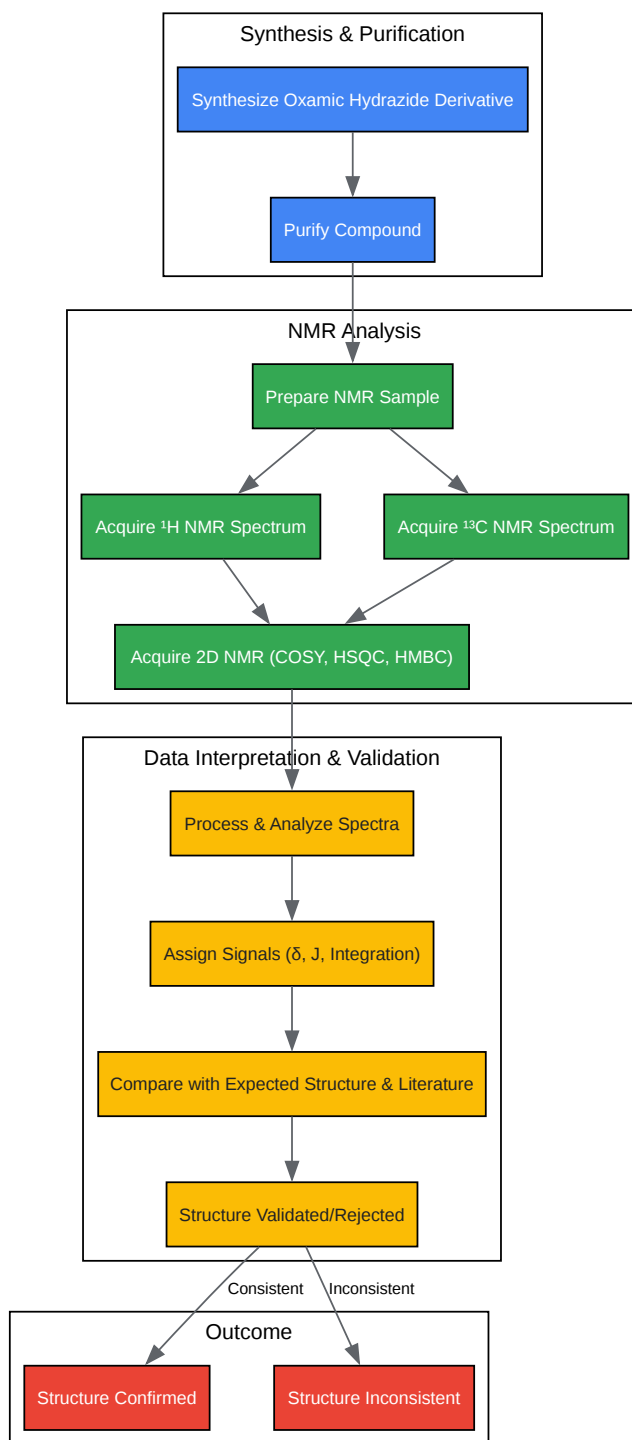 Synthesis & Purification
Synthesize Oxamic Hydrazide Derivative
Purify Compound
NMR Analysis
Prepare NMR Sample
Acquire ¹H NMR Spectrum
Acquire ¹³C NMR Spectrum
Acquire 2D NMR (COSY, HSQC, HMBC)
Data Interpretation & Validation
Process & Analyze Spectra
Assign Signals (δ, J, Integration)
Compare with Expected Structure & Literature
Structure Validated/Rejected
Consistent
Inconsistent
Outcome
Structure Confirmed
Structure Inconsistent